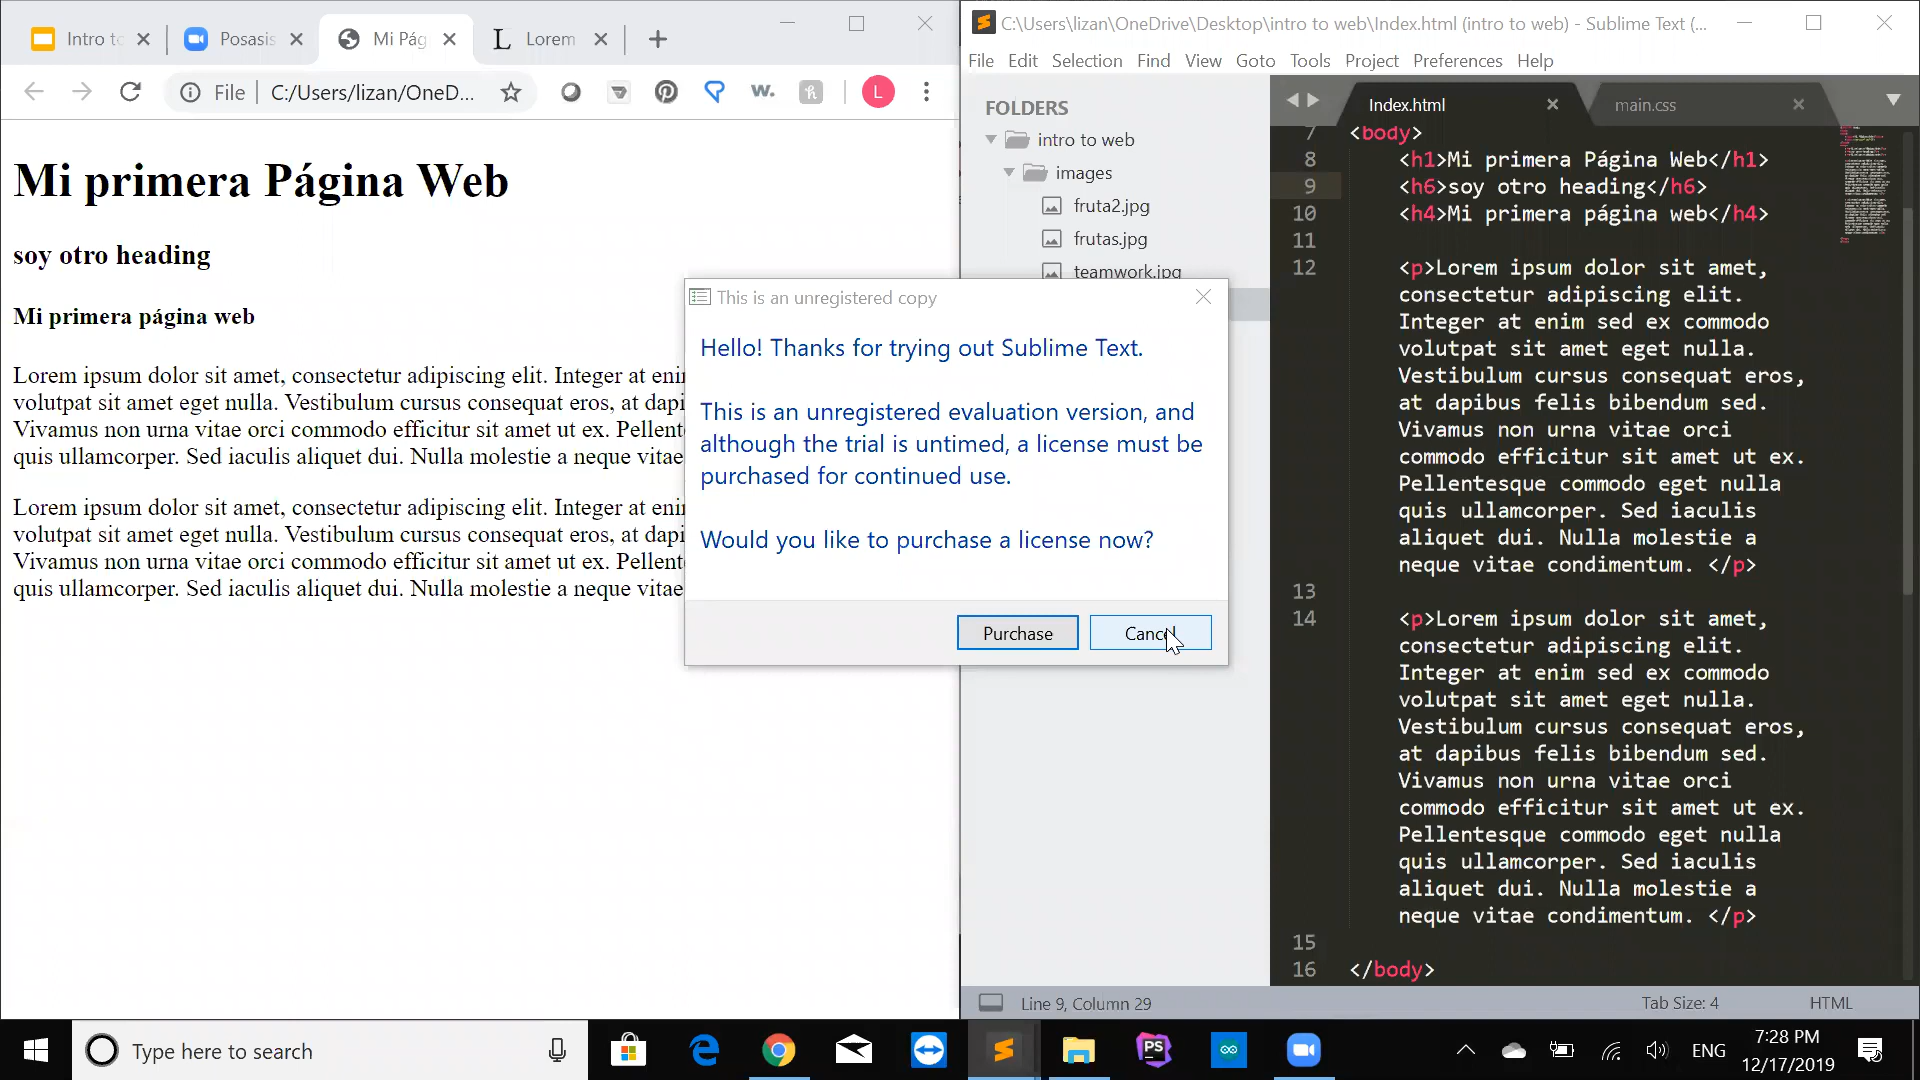 Intro to
Posasis
Mi Pág
Lorem
File
C:/Users/lizan/OneD...
L
Mi primera Página Web
soy otro heading
Mi primera página web
Lorem ipsum dolor sit amet, consectetur adipiscing elit. Integer at
volutpat sit amet eget nulla. Vestibulum cursus consequat eros, at
Vivamus non urna vitae orci commodo efficitur sit amet ut ex.
quis ullamcorper. Sed iaculis aliquet dui. Nulla molestie a neque vitae
Lorem ipsum dolor sit amet, consectetur adipiscing elit. Integer at
volutpat sit amet eget nulla. Vestibulum cursus consequat eros, at
Vivamus non urna vitae orci commodo efficitur sit amet ut ex.
quis ullamcorper. Sed iaculis aliquet dui. Nulla molestie a neque vitae
C:\Users\lizan\OneDrive\Desktop\intro to web\Index.html (intro to web) - Sublime Text (...
File Edit Selection Find View Goto Tools Project Preferences Help
FOLDERS
intro to web
images
fruta2.jpg
frutas.jpg
teamwork.jpg
Index.html
main.css
7 <body>
8 <h1>Mi primera Página Web</h1>
9 <h6>soy otro heading</h6>
10 <h4>Mi primera página web</h4>
11
12 <p>Lorem ipsum dolor sit amet,
consectetur adipiscing elit.
Integer at enim sed ex commodo
volutpat sit amet eget nulla.
Vestibulum cursus consequat eros,
at dapibus felis bibendum sed.
Vivamus non urna vitae orci
commodo efficitur sit amet ut ex.
Pellentesque commodo eget nulla
quis ullamcorper. Sed iaculis
aliquet dui. Nulla molestie a
neque vitae condimentum. </p>
13
14 <p>Lorem ipsum dolor sit amet,
consectetur adipiscing elit.
Integer at enim sed ex commodo
volutpat sit amet eget nulla.
Vestibulum cursus consequat eros,
at dapibus felis bibendum sed.
Vivamus non urna vitae orci
commodo efficitur sit amet ut ex.
Pellentesque commodo eget nulla
quis ullamcorper. Sed iaculis
aliquet dui. Nulla molestie a
neque vitae condimentum. </p>
15
16 </body>
This is an unregistered copy
Hello! Thanks for trying out Sublime Text.
This is an unregistered evaluation version, and
although the trial is untimed, a license must be
purchased for continued use.
Would you like to purchase a license now?
Purchase
Cancel
Line 9, Column 29
Tab Size: 4
HTML
Type here to search
PS
ENG
7:28 PM
12/17/2019